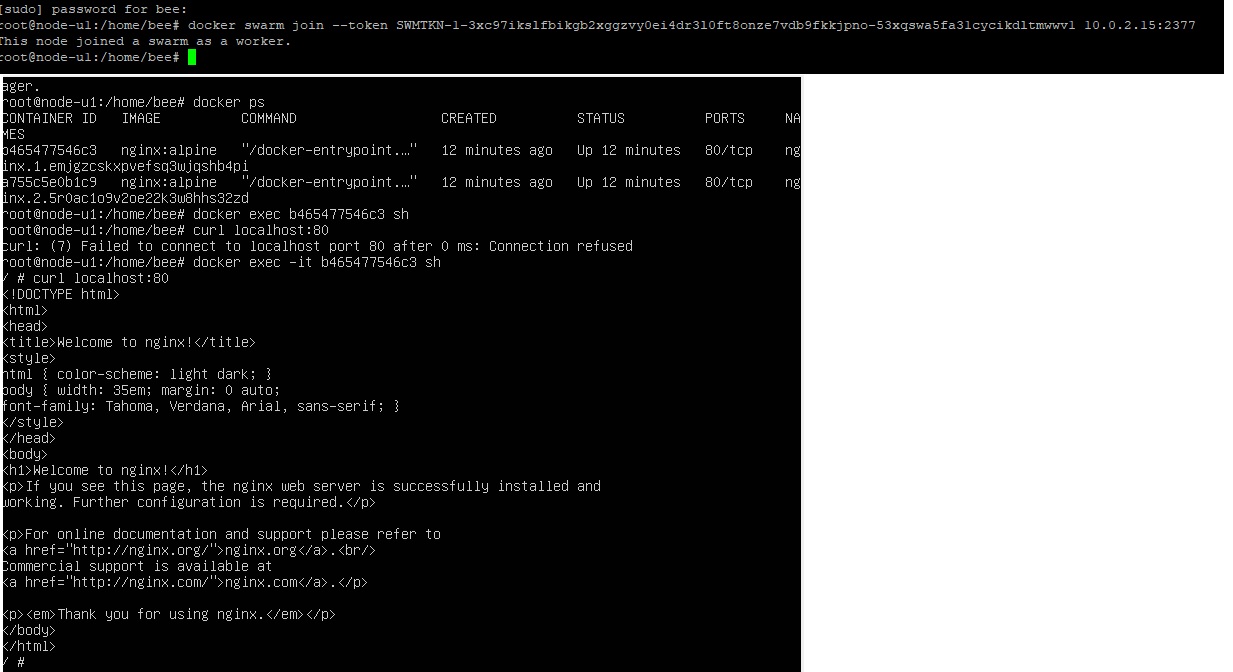 [sudo] password for bee:
root@node-u1:/home/bee# docker swarm join --token SWMTKN-1-3xc97ikslfbikgb2xggzvy0ei4dr3l0ft8onze7vdb9fkkjpno-53xqswa5fa31cycikdltmwwv1 10.0.2.15:2377
This node joined a swarm as a worker.
root@node-u1:/home/bee#
ager.
root@node-u1:/home/bee# docker ps
CONTAINER ID   IMAGE          COMMAND                  CREATED          STATUS          PORTS     NA
MES
b465477546c3   nginx:alpine   "/docker-entrypoint.…"   12 minutes ago   Up 12 minutes   80/tcp    ng
inx.1.emjgzcskxpvefsq3wjqshb4pi
a755c5e0b1c9   nginx:alpine   "/docker-entrypoint.…"   12 minutes ago   Up 12 minutes   80/tcp    ng
inx.2.5r0ac1o9v2oe22k3w8hhs32zd
root@node-u1:/home/bee# docker exec b465477546c3 sh
root@node-u1:/home/bee# curl localhost:80
curl: (7) Failed to connect to localhost port 80 after 0 ms: Connection refused
root@node-u1:/home/bee# docker exec -it b465477546c3 sh
/ # curl localhost:80
<!DOCTYPE html>
<html>
<head>
<title>Welcome to nginx!</title>
<style>
html { color-scheme: light dark; }
body { width: 35em; margin: 0 auto;
font-family: Tahoma, Verdana, Arial, sans-serif; }
</style>
</head>
<body>
<h1>Welcome to nginx!</h1>
<p>If you see this page, the nginx web server is successfully installed and
working. Further configuration is required.</p>
<p>For online documentation and support please refer to
<a href="http://nginx.org/">nginx.org</a>.<br/>
Commercial support is available at
<a href="http://nginx.com/">nginx.com</a>.</p>
<p><em>Thank you for using nginx.</em></p>
</body>
</html>
/ #